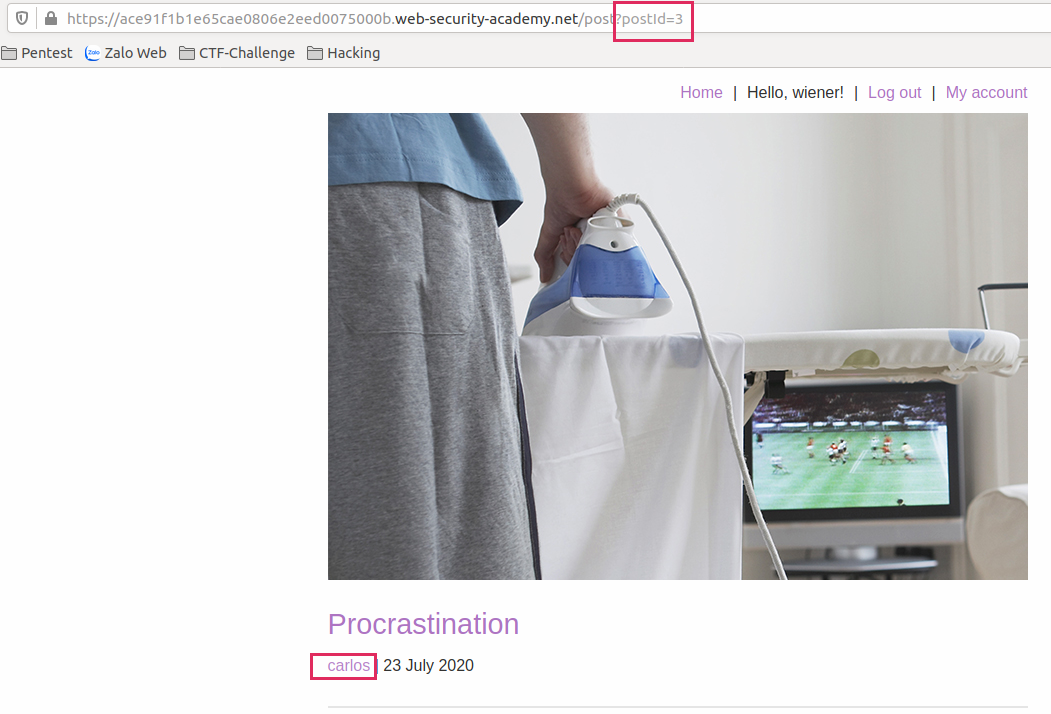 https://ace91f1b1e65cae0806e2eed0075000b.web-security-academy.net/post?postId=3
Pentest Zalo Zalo Web CTF-Challenge Hacking
Home | Hello, wiener! | Log out | My account
Procrastination
carlos | 23 July 2020